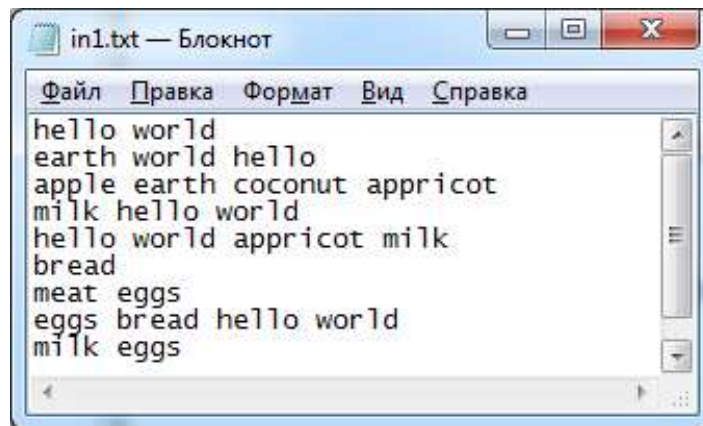 in1.txt — Блокнот
Файл Правка Формат Вид Справка
hello world
earth world hello
apple earth coconut appricot
milk hello world
hello world appricot milk
bread
meat eggs
eggs bread hello world
milk eggs